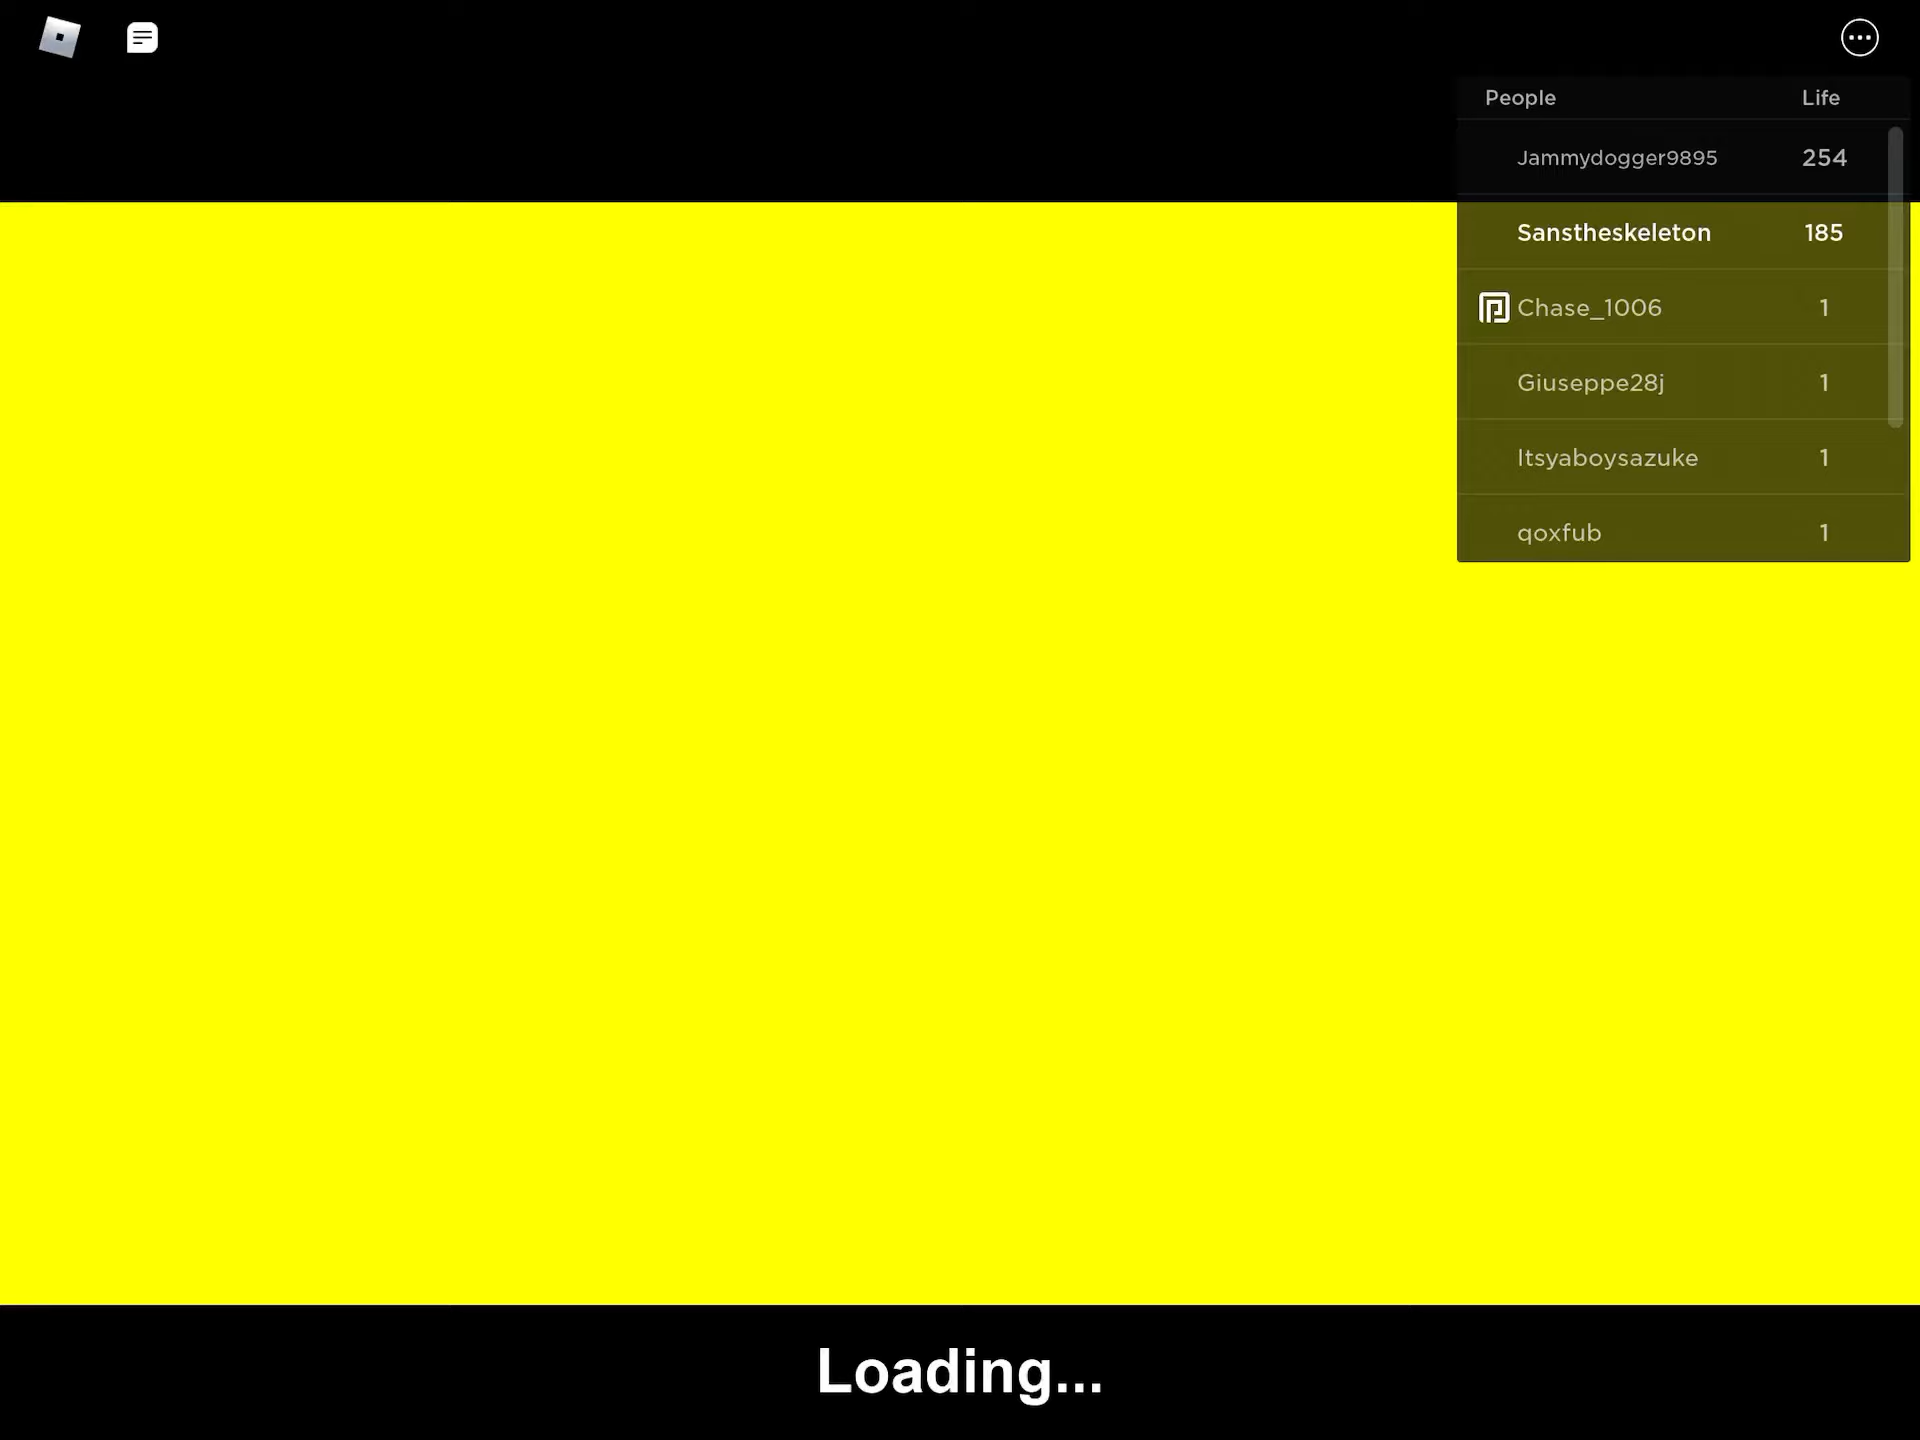 People Life
Jammydogger9895 254
Sanstheskeleton 185
Chase_1006 1
Giuseppe28j 1
Itsyaboysazuke 1
qoxfub 1
Loading...